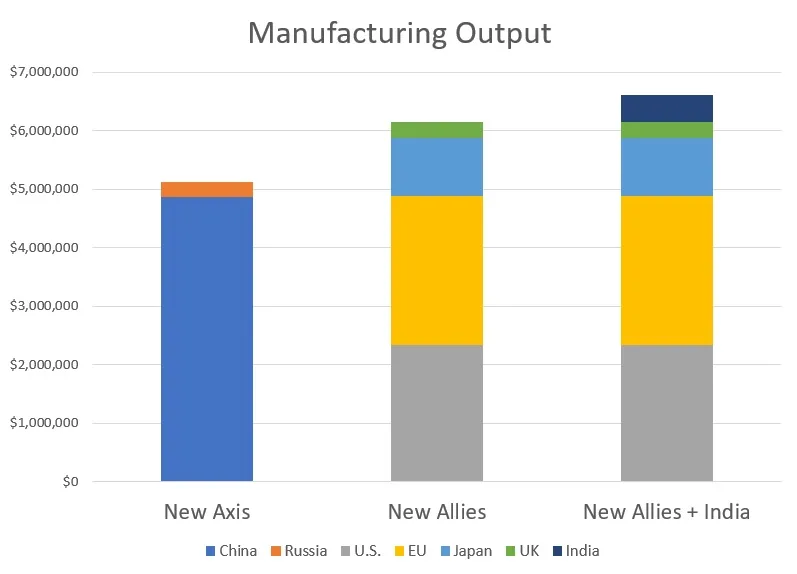 Manufacturing Output
$7,000,000
$6,000,000
$5,000,000
$4,000,000
$3,000,000
$2,000,000
$1,000,000
$0
New Axis New Allies New Allies + India
China Russia U.S. EU Japan UK India